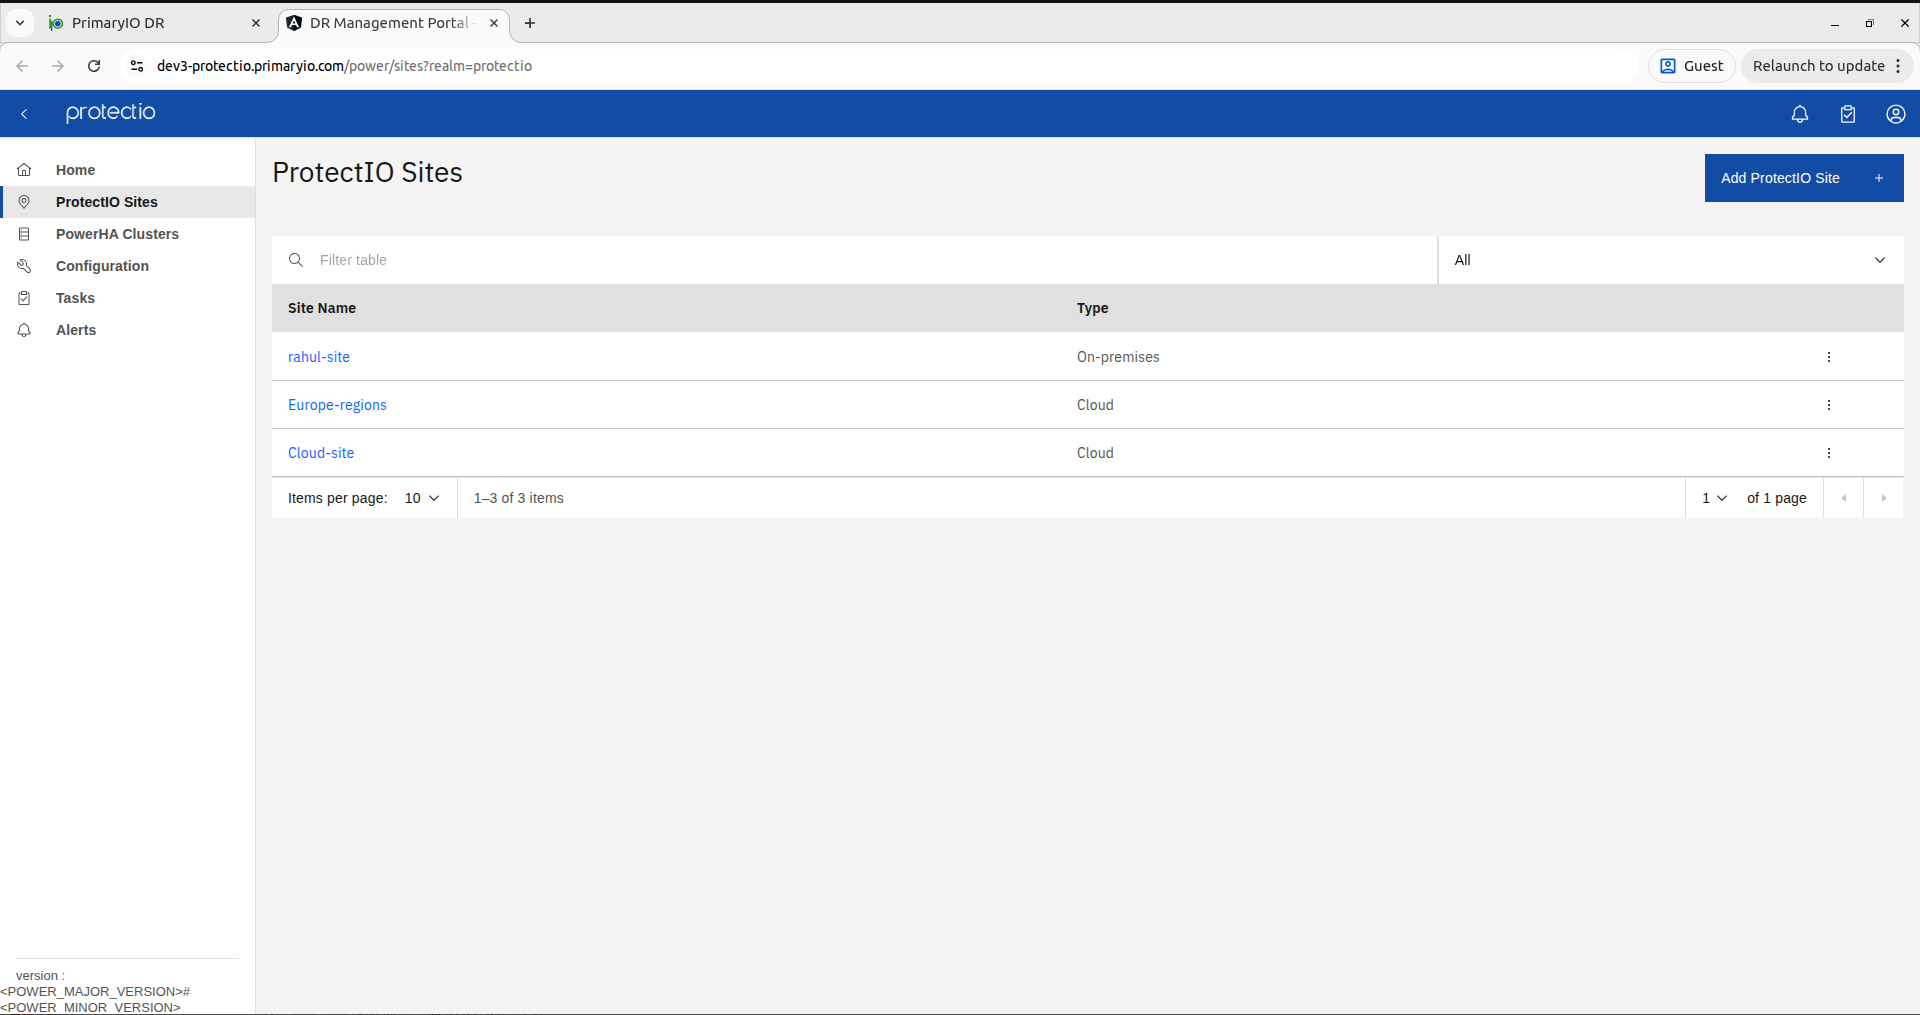 PrimaryIO DR
DR Management Portal
dev3-protectio.primaryio.com/power/sites?realm=protectio
Guest
Relaunch to update
protectio
Home
ProtectIO Sites
PowerHA Clusters
Configuration
Tasks
Alerts
version :
<POWER_MAJOR_VERSION>#
<POWER_MINOR_VERSION>
ProtectIO Sites
Add ProtectIO Site +
Filter table
All
Site Name Type
rahul-site On-premises
Europe-regions Cloud
Cloud-site Cloud
Items per page: 10 1–3 of 3 items 1 of 1 page